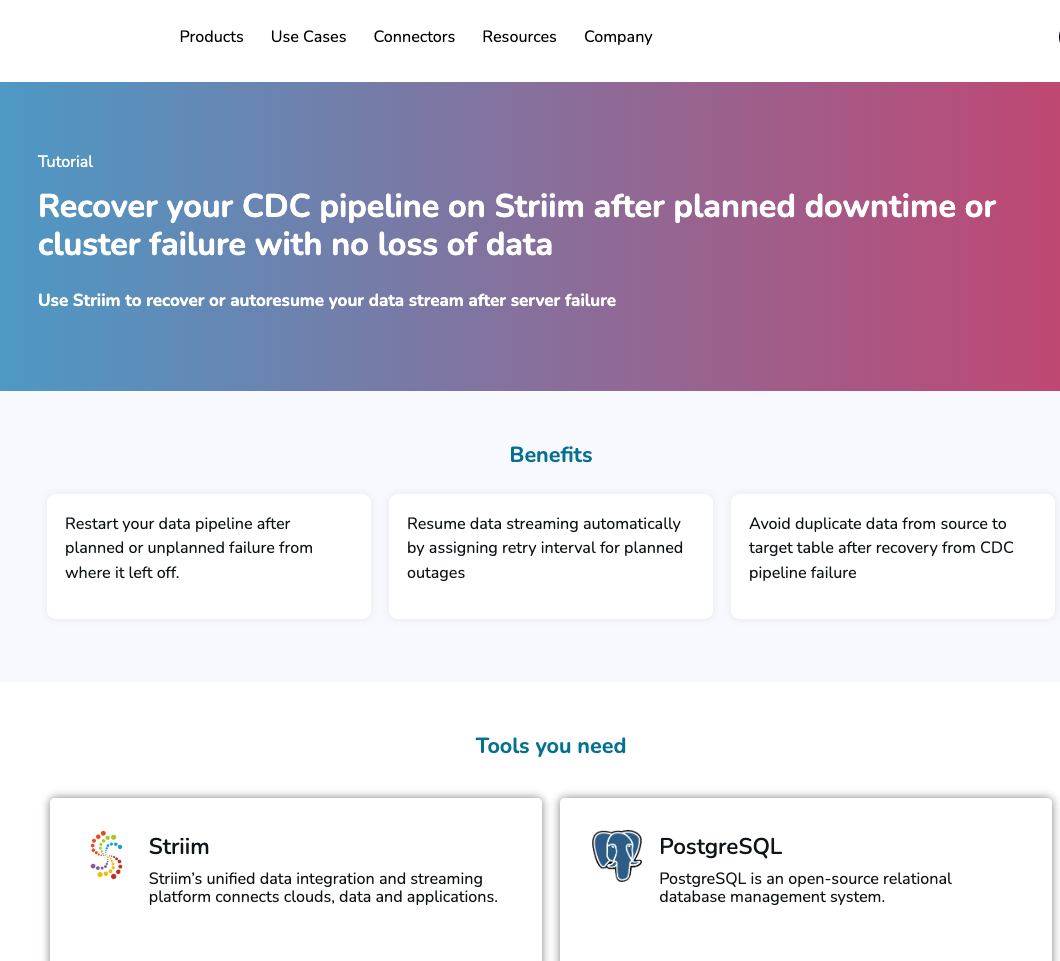 Products Use Cases Connectors Resources Company
Tutorial
Recover your CDC pipeline on Striim after planned downtime or
cluster failure with no loss of data
Use Striim to recover or autoresume your data stream after server failure
Benefits
Restart your data pipeline after
planned or unplanned failure from
where it left off.
Resume data streaming automatically
by assigning retry interval for planned
outages
Avoid duplicate data from source to
target table after recovery from CDC
pipeline failure
Tools you need
Striim
Striim’s unified data integration and streaming
platform connects clouds, data and applications.
PostgreSQL
PostgreSQL is an open-source relational
database management system.